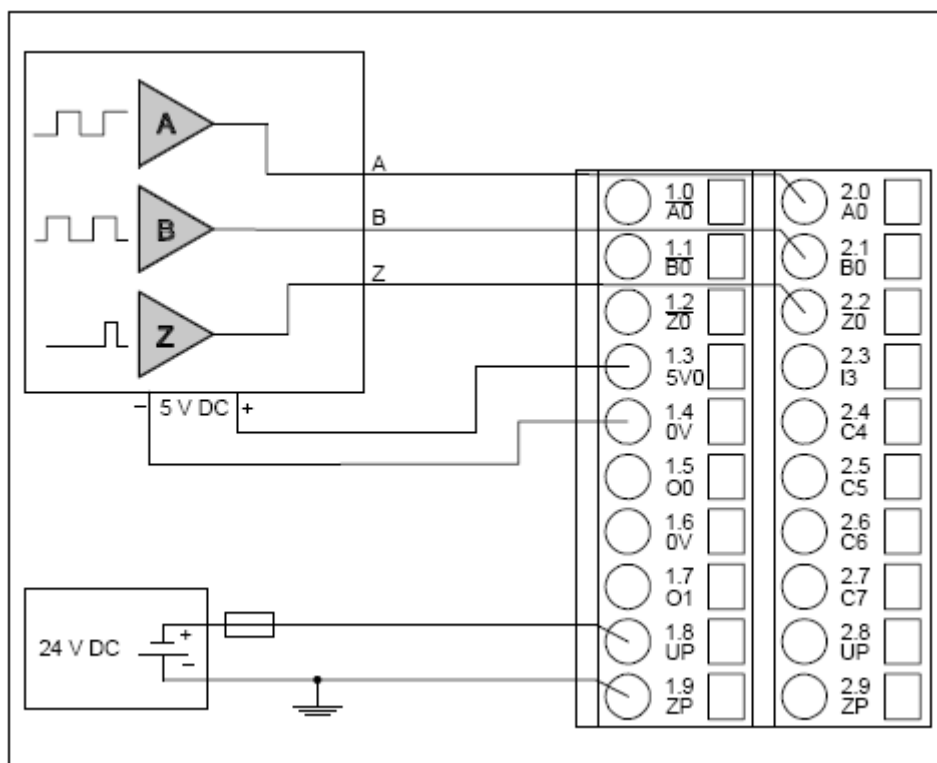 A
A
B
B
Z
Z
− 5 V DC +
24 V DC
+
−
1.0
A̅0̅
1.1
B̅0̅
1.2
Z̅0̅
1.3
5V0
1.4
0V
1.5
O0
1.6
0V
1.7
O1
1.8
UP
1.9
ZP
2.0
A0
2.1
B0
2.2
Z0
2.3
I3
2.4
C4
2.5
C5
2.6
C6
2.7
C7
2.8
UP
2.9
ZP